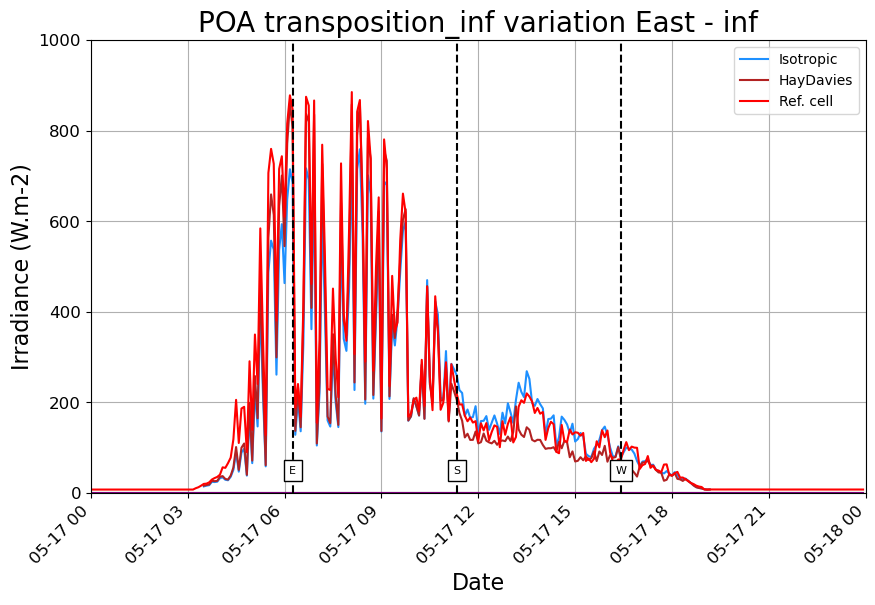 POA transposition_inf variation East - inf
Irradiance (W.m-2)
1000
800
600
400
200
0
Isotropic
HayDavies
Ref. cell
E
S
W
05-17 00
05-17 03
05-17 06
05-17 09
05-17 12
05-17 15
05-17 18
05-17 21
05-18 00
Date